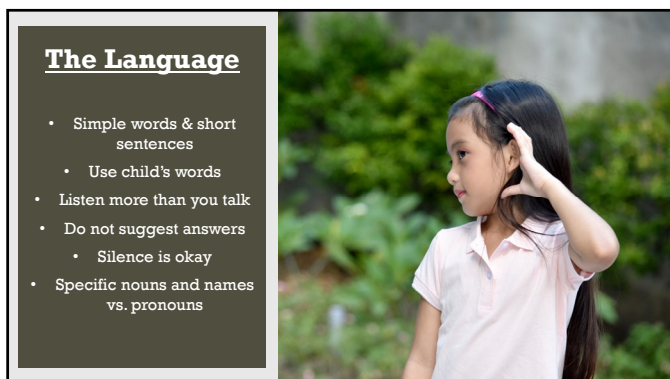 The Language
• Simple words & short
sentences
• Use child's words
• Listen more than you talk
• Do not suggest answers
• Silence is okay
• Specific nouns and names
vs. pronouns